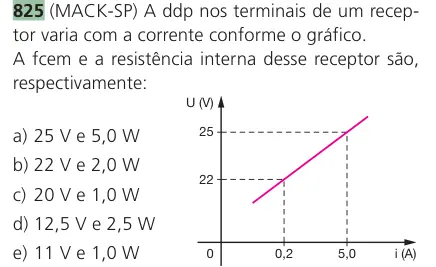 825 (MACK-SP) A ddp nos terminais de um recep-
tor varia com a corrente conforme o gráfico.
A fcem e a resistência interna desse receptor são,
respectivamente:
a) 25 V e 5,0 W
b) 22 V e 2,0 W
c) 20 V e 1,0 W
d) 12,5 V e 2,5 W
e) 11 V e 1,0 W
U (V)
25
22
0
0,2
5,0
i (A)